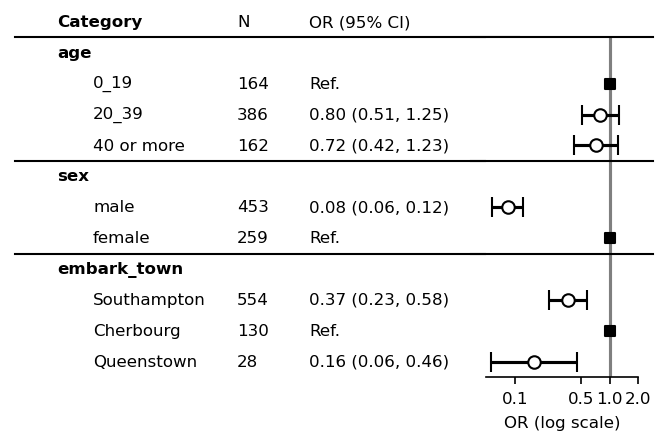 Category N OR (95% CI)
age
0_19 164 Ref.
20_39 386 0.80 (0.51, 1.25)
40 or more 162 0.72 (0.42, 1.23)
sex
male 453 0.08 (0.06, 0.12)
female 259 Ref.
embark_town
Southampton 554 0.37 (0.23, 0.58)
Cherbourg 130 Ref.
Queenstown 28 0.16 (0.06, 0.46)
0.1 0.5 1.0 2.0
OR (log scale)